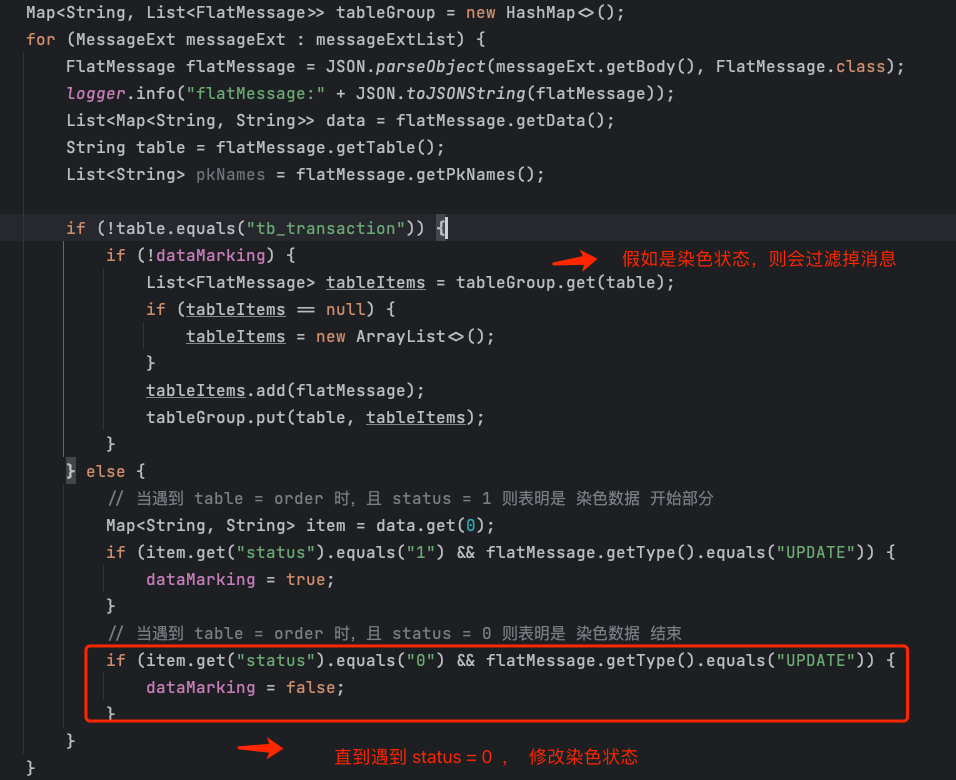 Map<String, List<FlatMessage>> tableGroup = new HashMap<>();
for (MessageExt messageExt : messageExtList) {
FlatMessage flatMessage = JSON.parseObject(messageExt.getBody(), FlatMessage.class);
logger.info("flatMessage:" + JSON.toJSONString(flatMessage));
List<Map<String, String>> data = flatMessage.getData();
String table = flatMessage.getTable();
List<String> pkNames = flatMessage.getPkNames();
if (!table.equals("tb_transaction")) {
if (!dataMarking) {
假如是染色状态，则会过滤掉消息
List<FlatMessage> tableItems = tableGroup.get(table);
if (tableItems == null) {
tableItems = new ArrayList<>();
}
tableItems.add(flatMessage);
tableGroup.put(table, tableItems);
}
} else {
// 当遇到 table = order 时，且 status = 1 则表明是 染色数据 开始部分
Map<String, String> item = data.get(0);
if (item.get("status").equals("1") && flatMessage.getType().equals("UPDATE")) {
dataMarking = true;
}
// 当遇到 table = order 时，且 status = 0 则表明是 染色数据 结束
if (item.get("status").equals("0") && flatMessage.getType().equals("UPDATE")) {
dataMarking = false;
}
}
直到遇到 status = 0 ， 修改染色状态
}